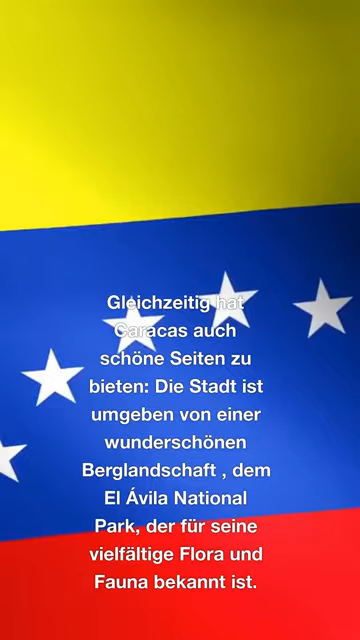 Gleichzeitig hat
Caracas auch
schöne Seiten zu
bieten: Die Stadt ist
umgeben von einer
wunderschönen
Berglandschaft , dem
El Ávila National
Park, der für seine
vielfältige Flora und
Fauna bekannt ist.